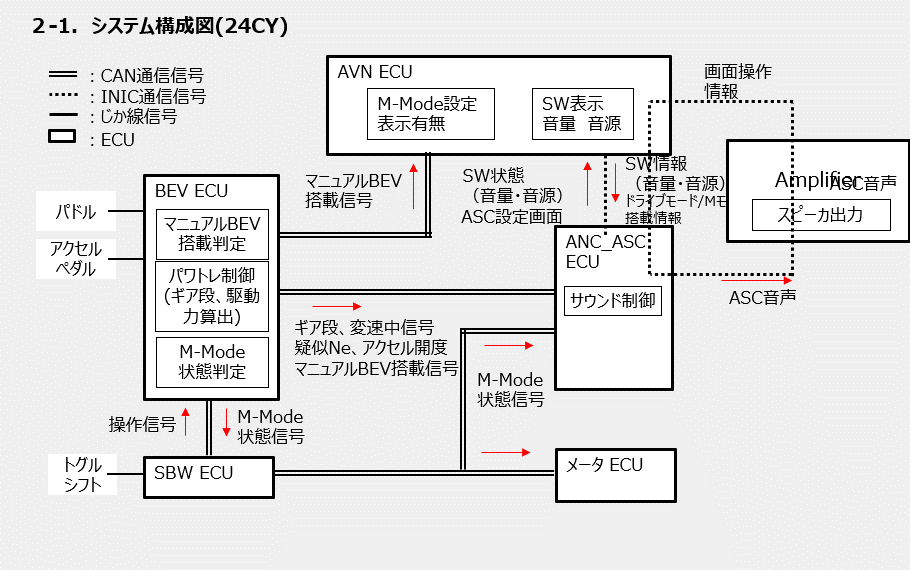 ２-1. システム構成図(24CY)
：CAN通信信号
：INIC通信信号
：じか線信号
：ECU
AVN ECU
M-Mode設定
表示有無
SW表示
音量　音源
画面操作
情報
マニュアルBEV
搭載信号
SW状態
（音量・音源）
ASC設定画面
SW情報
（音量・音源）
ドライブモード/Mモ
搭載情報
Amplifier
ASC音声
スピーカ出力
ASC音声
BEV ECU
パドル
アクセル
ペダル
マニュアルBEV
搭載判定
パワトレ制御
(ギア段、駆動
力算出)
M-Mode
状態判定
ANC_ASC
ECU
サウンド制御
ギア段、変速中信号
疑似Ne、アクセル開度
マニュアルBEV搭載信号
M-Mode
状態信号
操作信号
M-Mode
状態信号
トグル
シフト
SBW ECU
メータ ECU